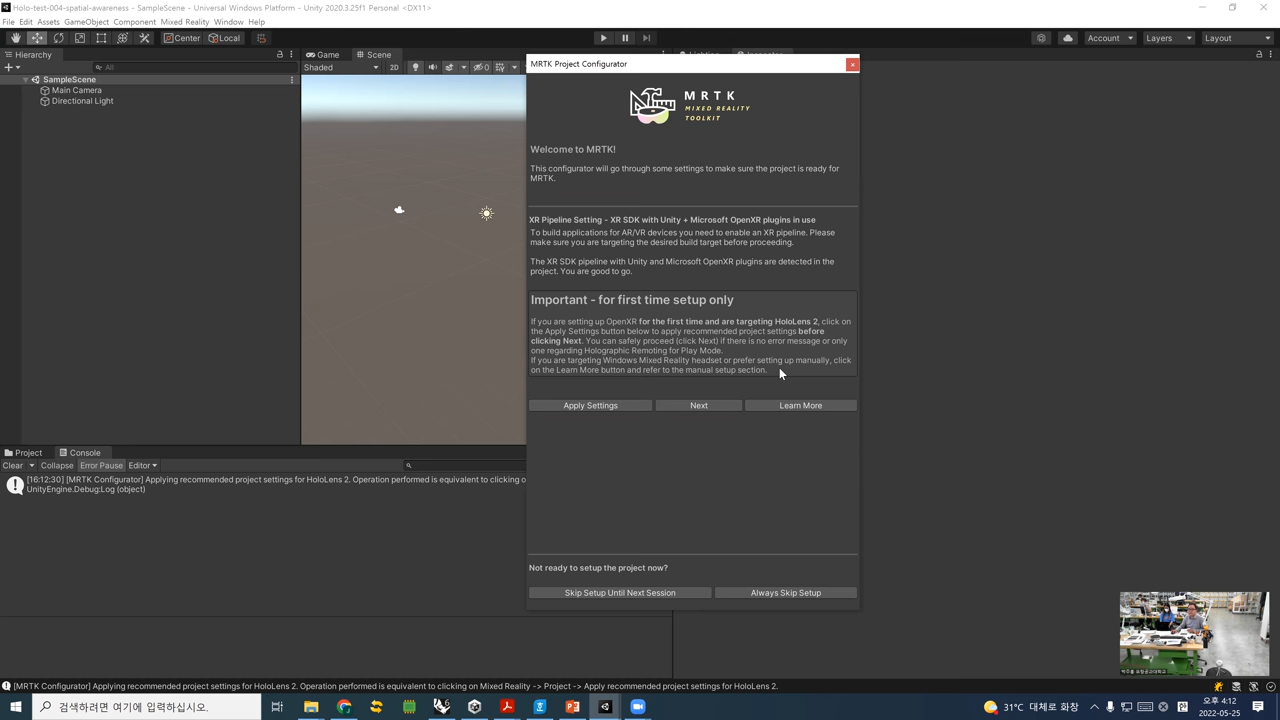 Holo-test-004-spatial-awareness - SampleScene - Universal Windows Platform - Unity 2020.3.25f1 Personal <DX11>
File Edit Assets GameObject Component Mixed Reality Window Help
Center Local Account Layers Layout
Hierarchy
All
SampleScene
Main Camera
Directional Light
Game Scene
Shaded 2D 0
MRTK Project Configurator
MRTK
MIXED REALITY
TOOLKIT
Welcome to MRTK!
This configurator will go through some settings to make sure the project is ready for
MRTK.
XR Pipeline Setting - XR SDK with Unity + Microsoft OpenXR plugins in use
To build applications for AR/VR devices you need to enable an XR pipeline. Please
make sure you are targeting the desired build target before proceeding.
The XR SDK pipeline with Unity and Microsoft OpenXR plugins are detected in the
project. You are good to go.
Important - for first time setup only
If you are setting up OpenXR for the first time and are targeting HoloLens 2, click on
the Apply Settings button below to apply recommended project settings before
clicking Next. You can safely proceed (click Next) if there is no error message or only
one regarding Holographic Remoting for Play Mode.
If you are targeting Windows Mixed Reality headset or prefer setting up manually, click
on the Learn More button and refer to the manual setup section.
Apply Settings Next Learn More
Not ready to setup the project now?
Skip Setup Until Next Session Always Skip Setup
Project Console
Clear Collapse Error Pause Editor
[16:12:30] [MRTK Configurator] Applying recommended project settings for HoloLens 2. Operation performed is equivalent to clicking o
UnityEngine.Debug:Log (object)
[MRTK Configurator] Applying recommended project settings for HoloLens 2. Operation performed is equivalent to clicking on Mixed Reality -> Project -> Apply recommended project settings for HoloLens 2.
검색하려면 여기에 입력하십시오.
31°C 대체로 화창
오후 4:12
2022-05-25